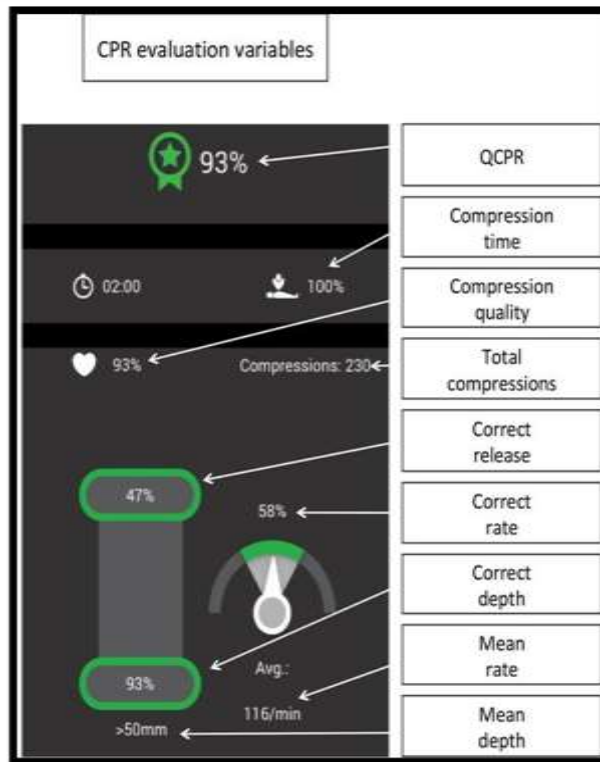 CPR evaluation variables
93%
QCPR
Compression
time
02:00
100%
Compression
quality
93%
Compressions: 230
Total
compressions
Correct
release
47%
58%
Correct
rate
Correct
depth
93%
Avg.:
116/min
Mean
rate
>50mm
Mean
depth